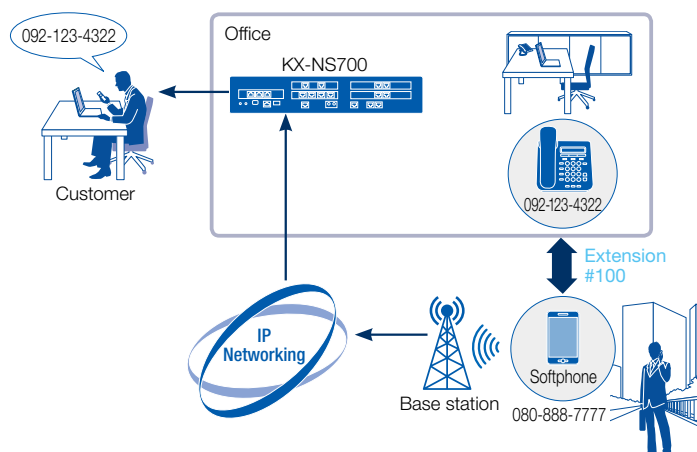 092-123-4322
Office
KX-NS700
Customer
092-123-4322
Extension
#100
IP
Networking
Base station
Softphone
080-888-7777